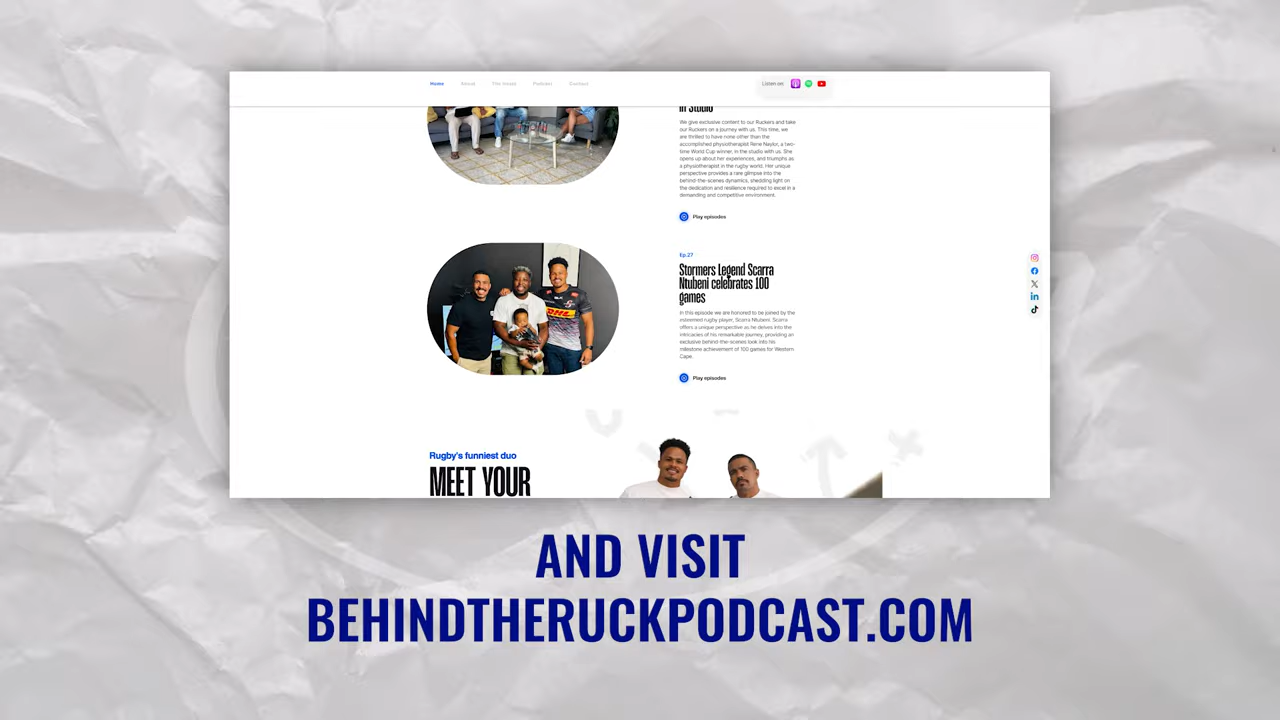 Home About The Hosts Podcast Contact Listen on:
in Studio
We give exclusive content to our Ruckers and take
our Ruckers on a journey with us. This time, we
are thrilled to have none other than the
accomplished physiotherapist Rene Naylor, a two-
time World Cup winner, in the studio with us. She
opens up about her experiences, and triumphs as
a physiotherapist in the rugby world. Her unique
perspective provides a rare glimpse into the
behind-the-scenes dynamics, shedding light on
the dedication and resilience required to excel in a
demanding and competitive environment.
Play episodes
Ep.27
Stormers Legend Scarra
Ntubeni celebrates 100
games
In this episode we are honored to be joined by the
esteemed rugby player, Scarra Ntubeni. Scarra
offers a unique perspective as he delves into the
intricacies of his remarkable journey, providing an
exclusive behind-the-scenes look into his
milestone achievement of 100 games for Western
Cape.
Play episodes
DHL
Rugby's funniest duo
MEET YOUR
AND VISIT
BEHINDTHERUCKPODCAST.COM